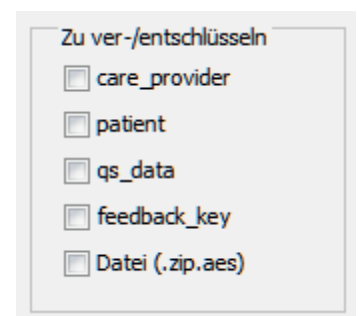 Zu ver-/entschlüsseln
care_provider
patient
qs_data
feedback_key
Datei (.zip.aes)